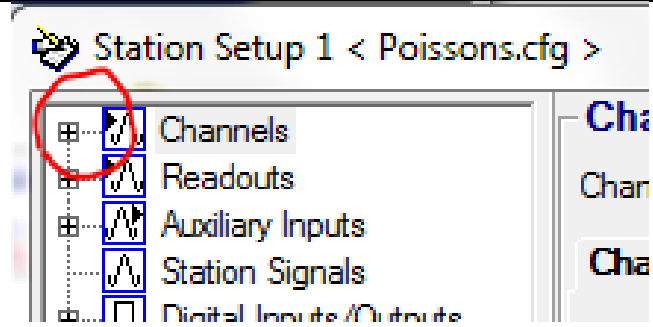 Station Setup 1 < Poissons.cfg >
Channels
Readouts
Auxiliary Inputs
Station Signals
Digital Inputs/Outputs